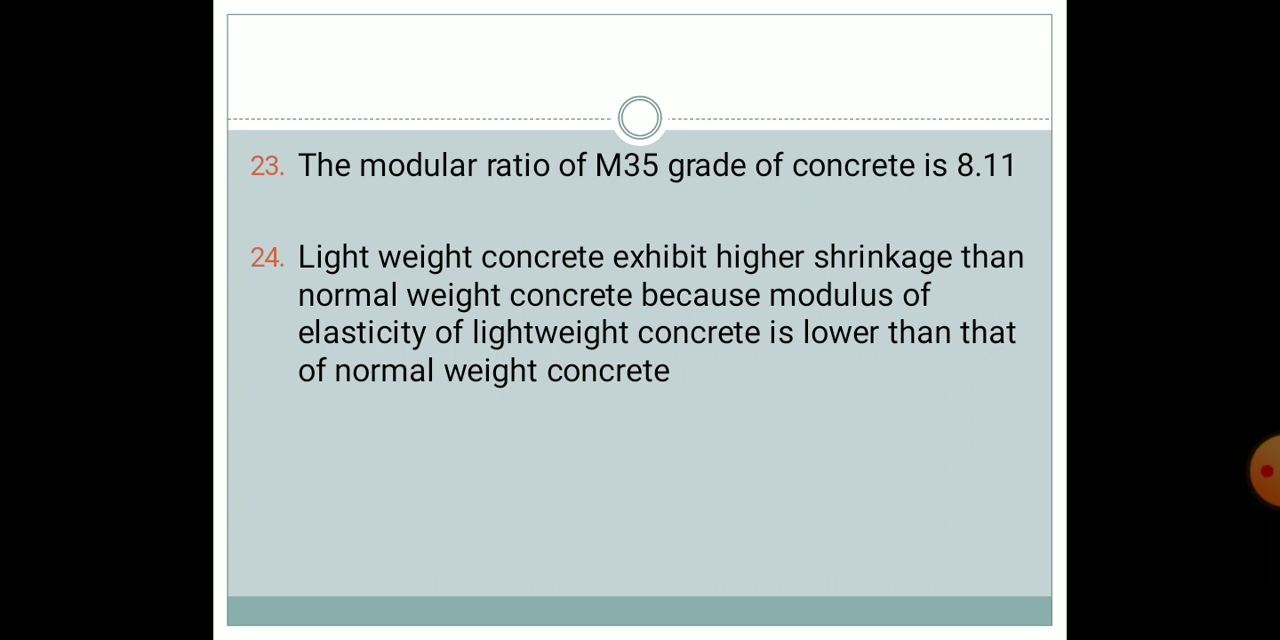 23. The modular ratio of M35 grade of concrete is 8.11
24. Light weight concrete exhibit higher shrinkage than
normal weight concrete because modulus of
elasticity of lightweight concrete is lower than that
of normal weight concrete